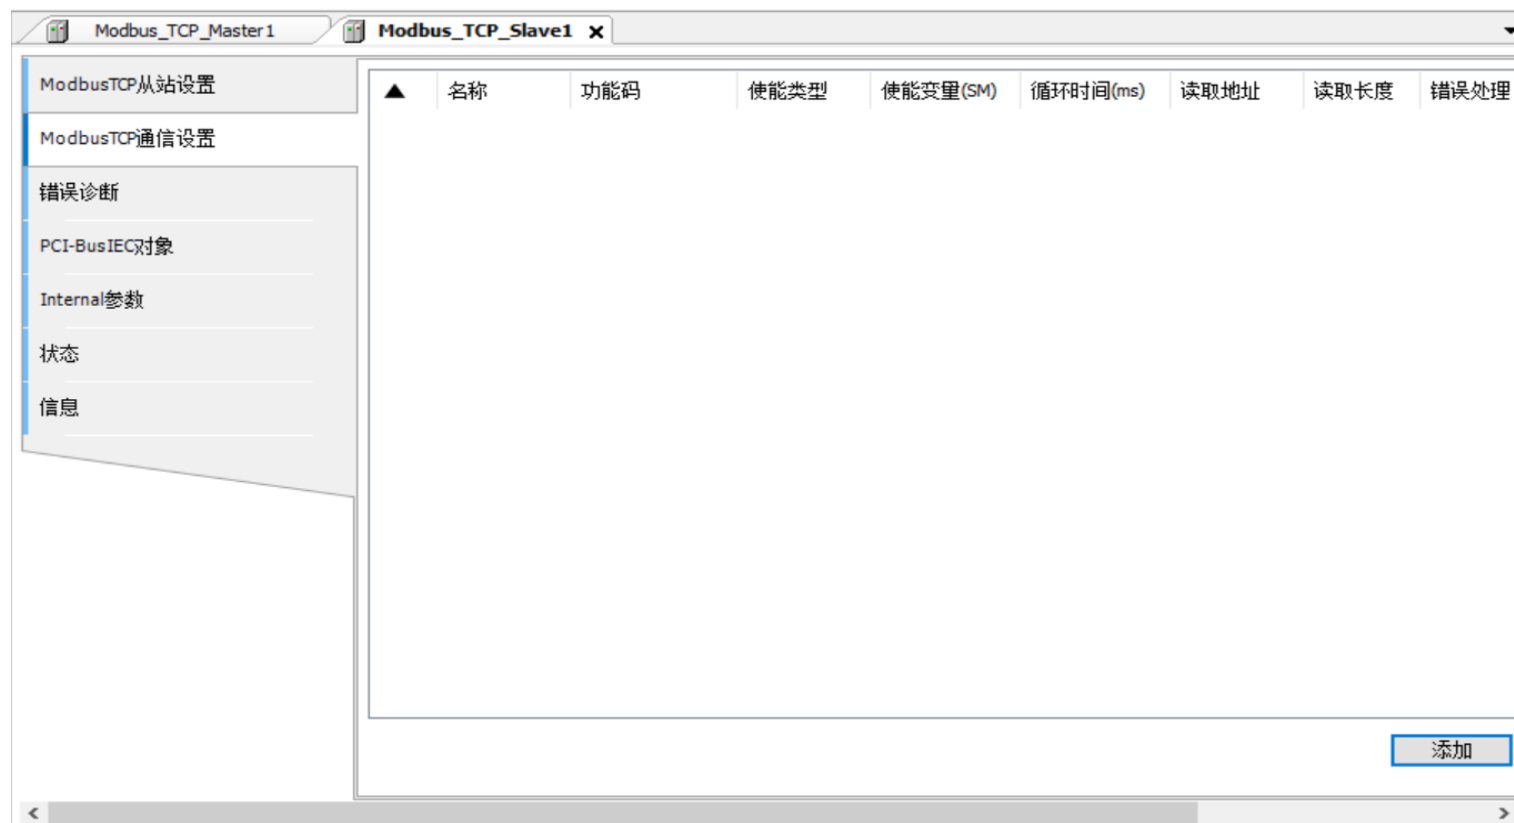 Modbus_TCP_Master1 Modbus_TCP_Slave1
ModbusTCP从站设置
ModbusTCP通信设置
错误诊断
PCI-BusIEC对象
Internal参数
状态
信息
名称 功能码 使能类型 使能变量(SM) 循环时间(ms) 读取地址 读取长度 错误处理
添加